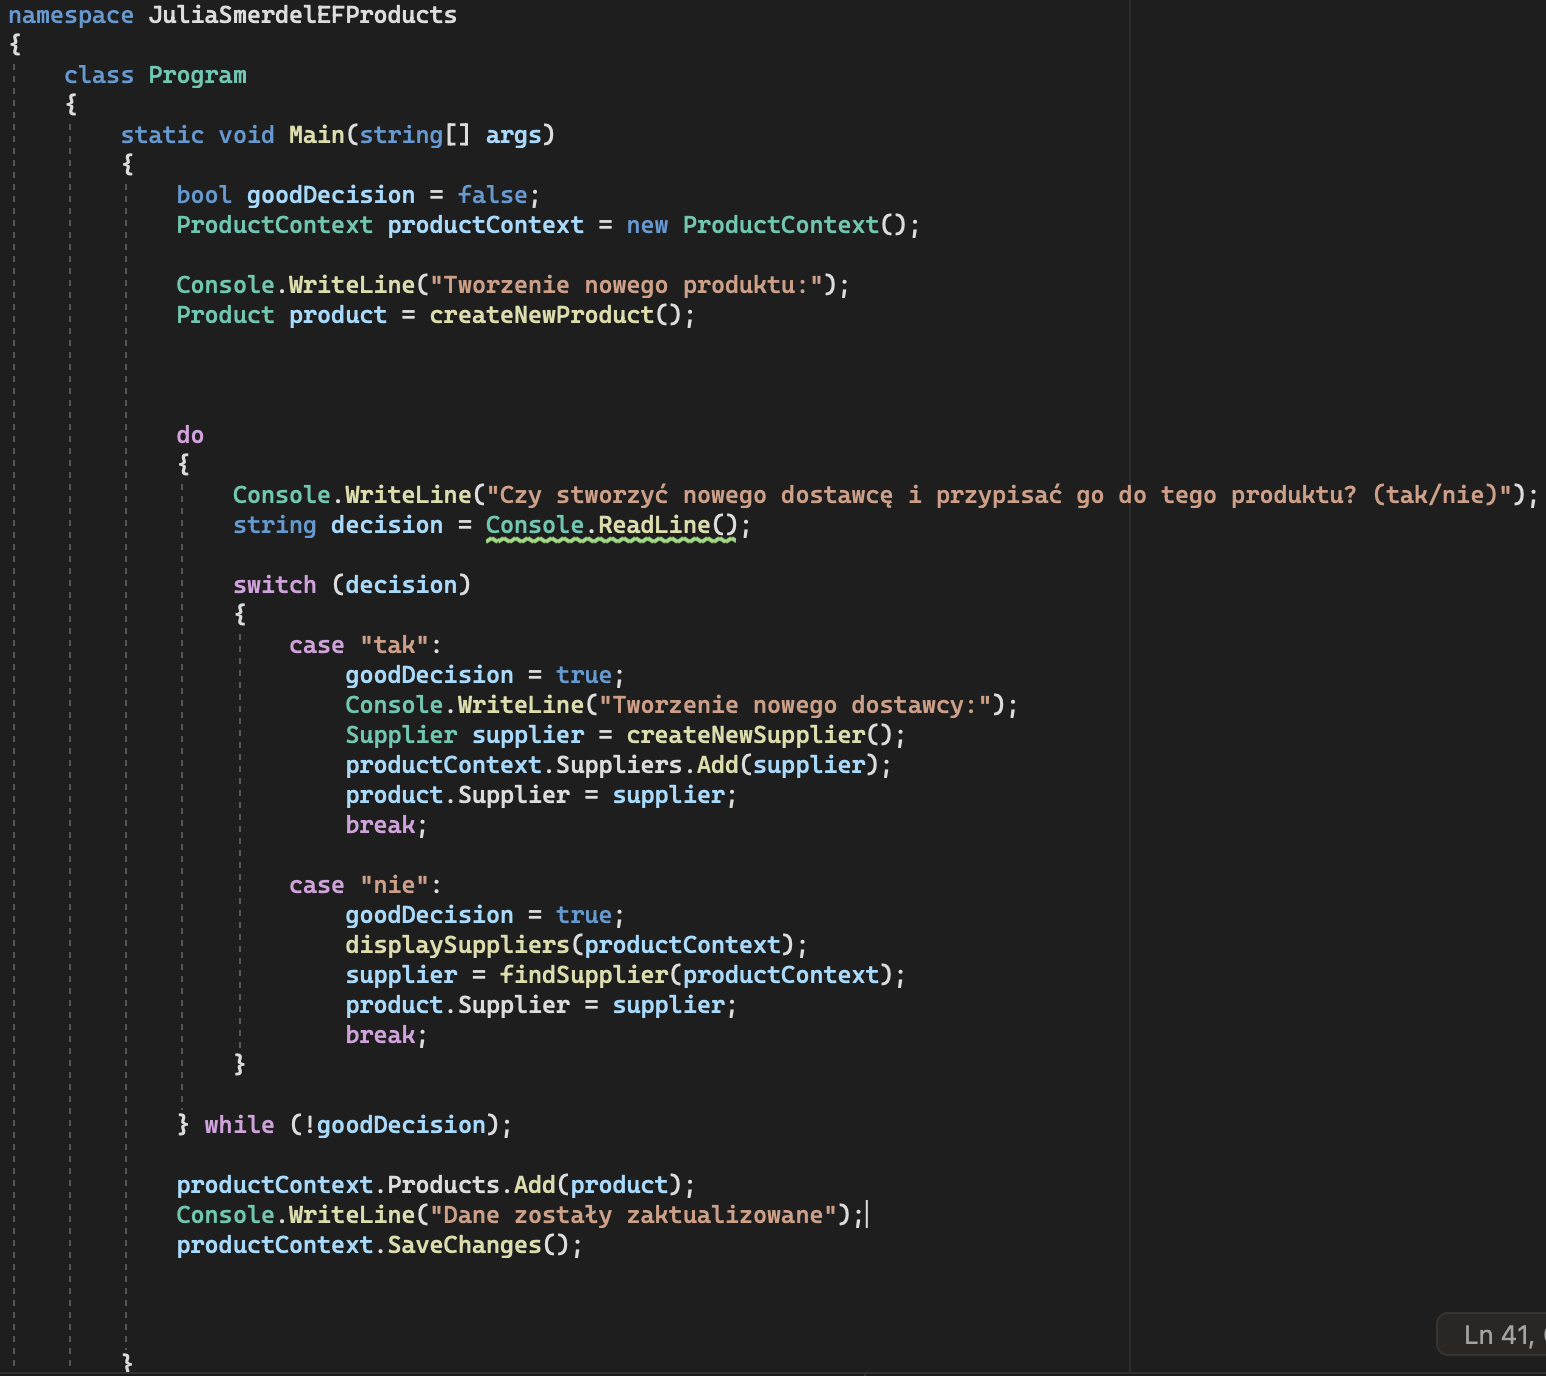 namespace JuliaSmerdelEFProducts
{
    class Program
    {
        static void Main(string[] args)
        {
            bool goodDecision = false;
            ProductContext productContext = new ProductContext();

            Console.WriteLine("Tworzenie nowego produktu:");
            Product product = createNewProduct();

            do
            {
                Console.WriteLine("Czy stworzyć nowego dostawcę i przypisać go do tego produktu? (tak/nie)");
                string decision = Console.ReadLine();

                switch (decision)
                {
                    case "tak":
                        goodDecision = true;
                        Console.WriteLine("Tworzenie nowego dostawcy:");
                        Supplier supplier = createNewSupplier();
                        productContext.Suppliers.Add(supplier);
                        product.Supplier = supplier;
                        break;

                    case "nie":
                        goodDecision = true;
                        displaySuppliers(productContext);
                        supplier = findSupplier(productContext);
                        product.Supplier = supplier;
                        break;
                }

            } while (!goodDecision);

            productContext.Products.Add(product);
            Console.WriteLine("Dane zostały zaktualizowane");
            productContext.SaveChanges();

Ln 41,
        }